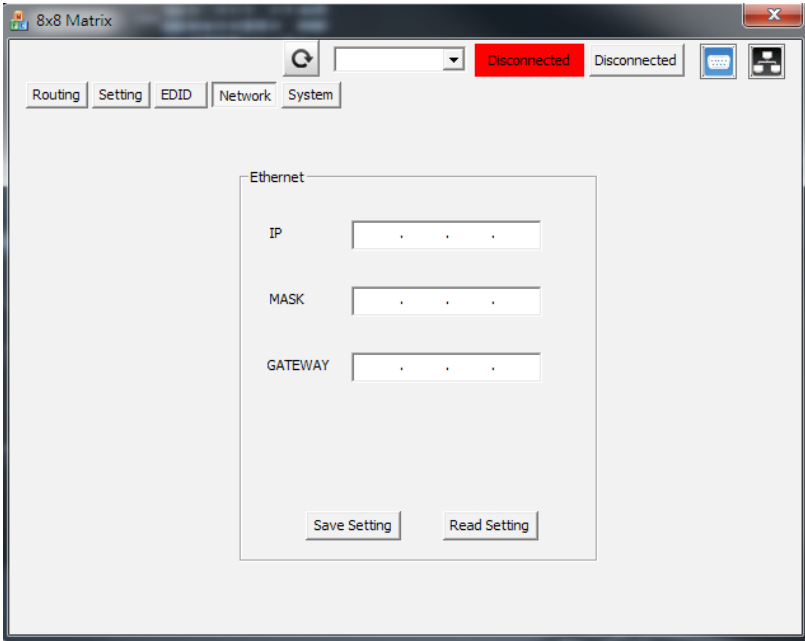 8x8 Matrix
Disconnected Disconnected
Routing Setting EDID Network System
Ethernet
IP . . .
MASK . . .
GATEWAY . . .
Save Setting Read Setting